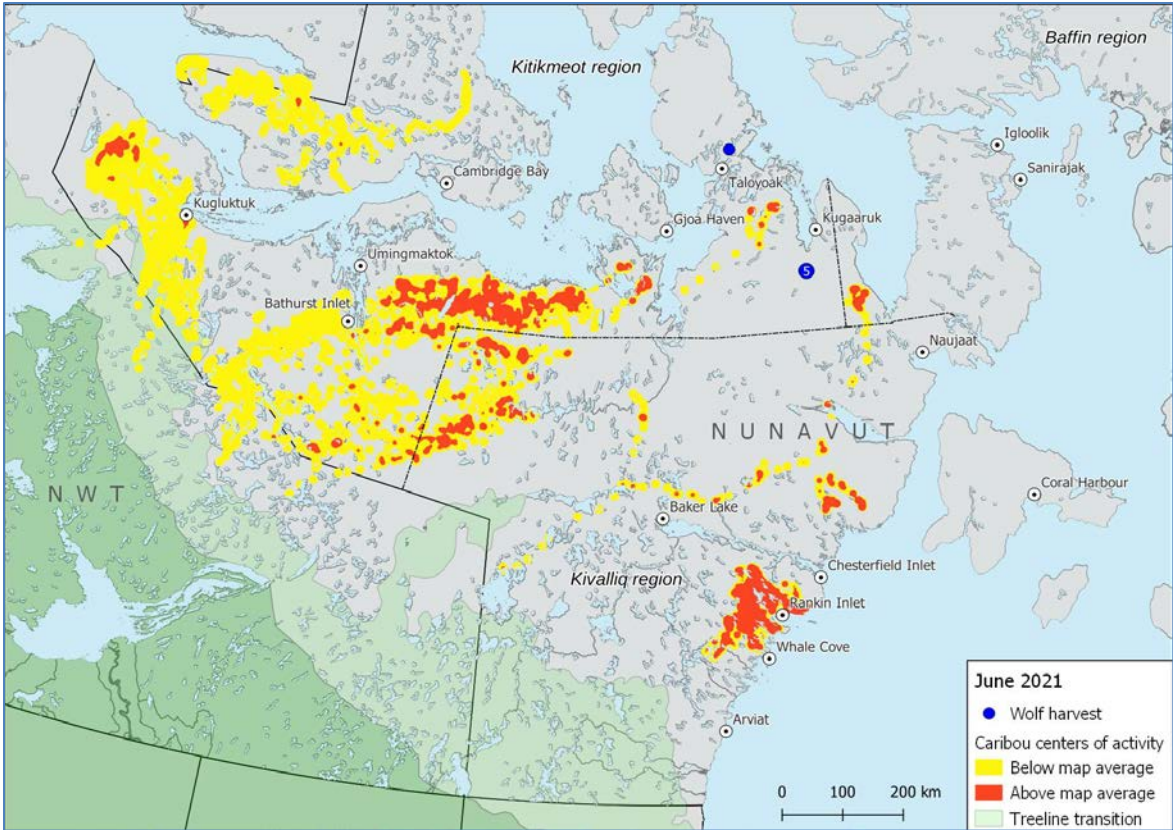 Baffin region
Kitikmeot region
Igloolik
Sanirajak
Taloyoak
Cambridge Bay
Kugluktuk
Gjoa Haven
Kugaaruk
Umingmaktok
5
Bathurst Inlet
Naujaat
NUNAVUT
NWT
Coral Harbour
Baker Lake
Chesterfield Inlet
Kivalliq region
Rankin Inlet
Whale Cove
Arviat
June 2021
Wolf harvest
Caribou centers of activity
Below map average
Above map average
Treeline transition
0 100 200 km